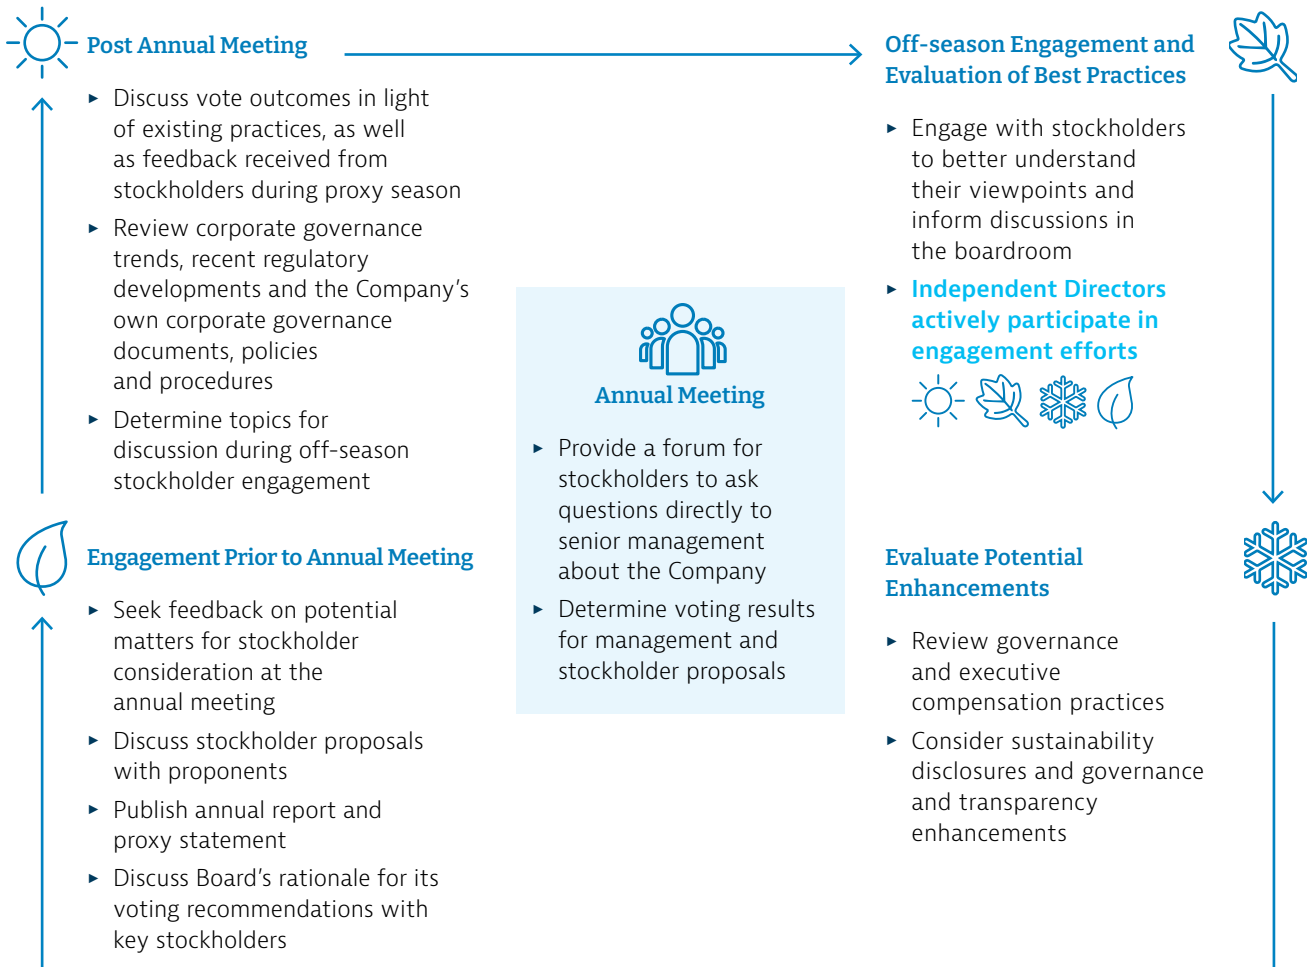 Post Annual Meeting
▸ Discuss vote outcomes in light
of existing practices, as well
as feedback received from
stockholders during proxy season
▸ Review corporate governance
trends, recent regulatory
developments and the Company's
own corporate governance
documents, policies
and procedures
▸ Determine topics for
discussion during off-season
stockholder engagement
Off-season Engagement and
Evaluation of Best Practices
▸ Engage with stockholders
to better understand
their viewpoints and
inform discussions in
the boardroom
▸ Independent Directors
actively participate in
engagement efforts
Annual Meeting
▸ Provide a forum for
stockholders to ask
questions directly to
senior management
about the Company
▸ Determine voting results
for management and
stockholder proposals
Engagement Prior to Annual Meeting
▸ Seek feedback on potential
matters for stockholder
consideration at the
annual meeting
▸ Discuss stockholder proposals
with proponents
▸ Publish annual report and
proxy statement
▸ Discuss Board's rationale for its
voting recommendations with
key stockholders
Evaluate Potential
Enhancements
▸ Review governance
and executive
compensation practices
▸ Consider sustainability
disclosures and governance
and transparency
enhancements